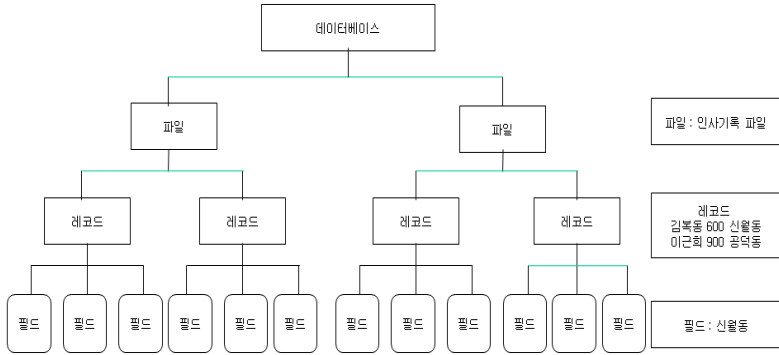 데이터베이스
파일
파일
파일 : 인사기록 파일
레코드
레코드
레코드
레코드
레코드
김복동 600 신월동
이근희 900 공덕동
필드
필드
필드
필드
필드
필드
필드
필드
필드
필드
필드
필드
필드 : 신월동